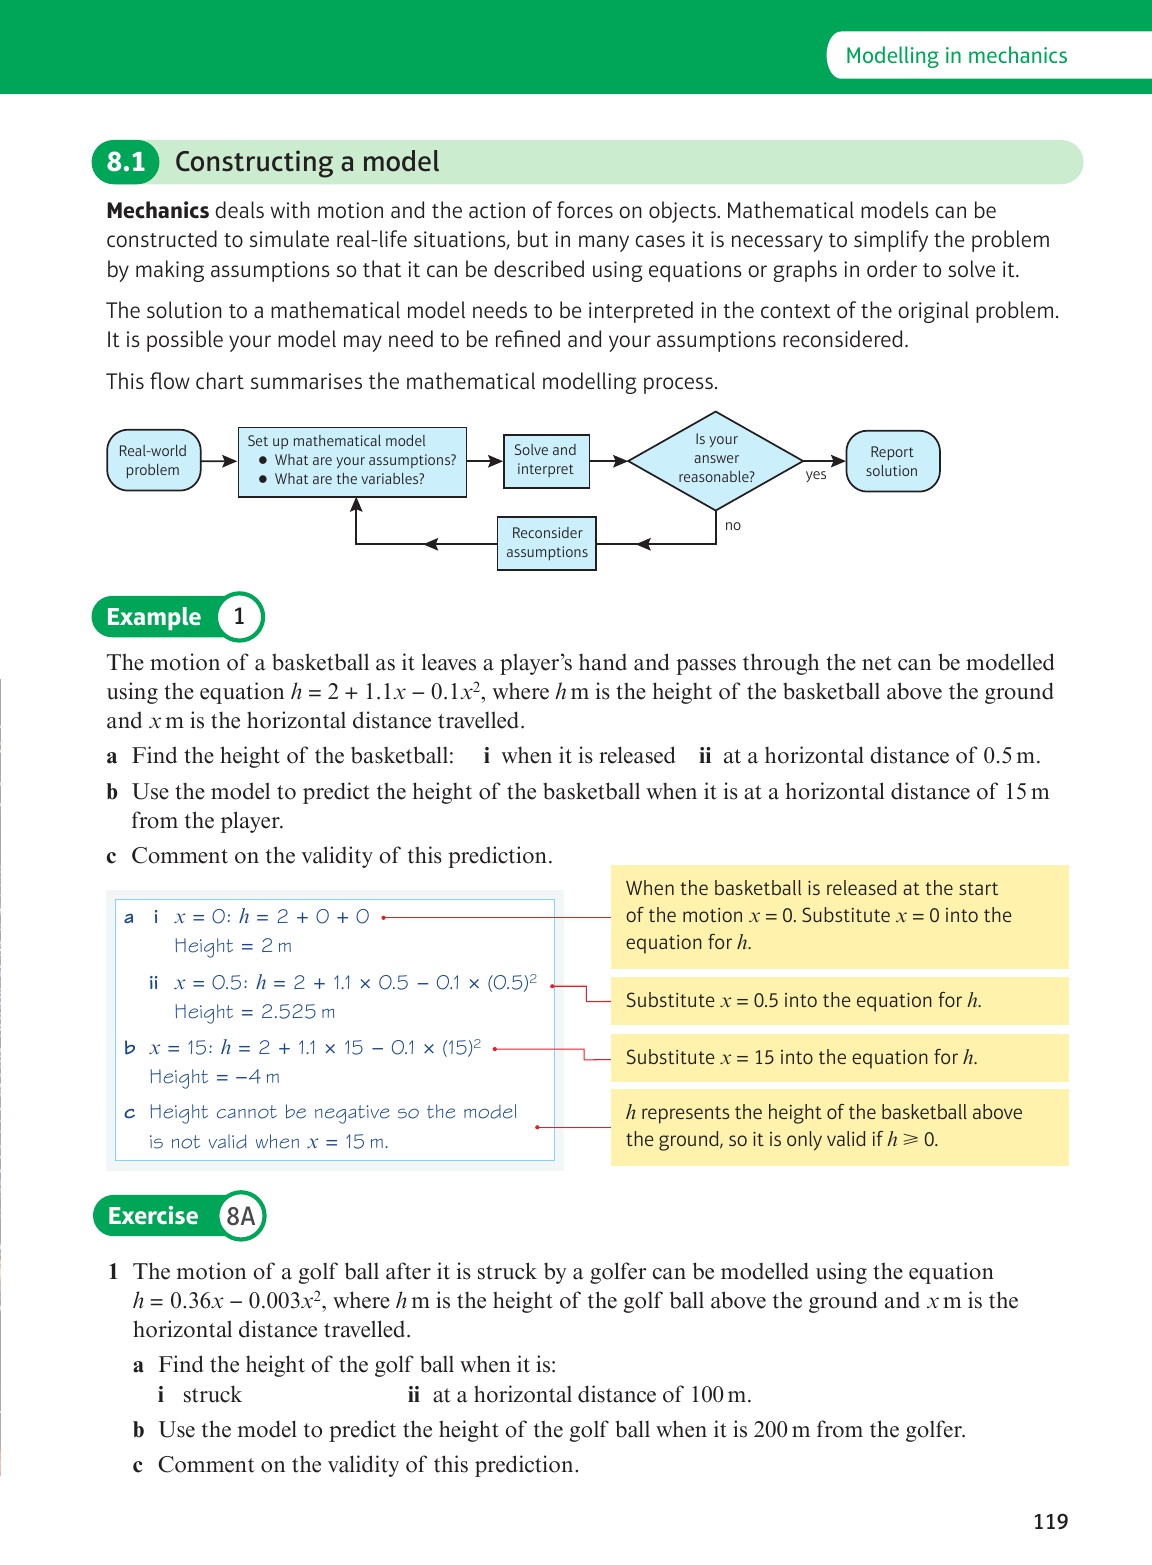 Modelling in mechanics
8.1 Constructing a model
Mechanics deals with motion and the action of forces on objects. Mathematical models can be
constructed to simulate real-life situations, but in many cases it is necessary to simplify the problem
by making assumptions so that it can be described using equations or graphs in order to solve it.
The solution to a mathematical model needs to be interpreted in the context of the original problem.
It is possible your model may need to be refined and your assumptions reconsidered.
This flow chart summarises the mathematical modelling process.
Real-world
problem
Set up mathematical model
● What are your assumptions?
● What are the variables?
Solve and
interpret
Is your
answer
reasonable?
yes
Report
solution
no
Reconsider
assumptions
Example 1
The motion of a basketball as it leaves a player’s hand and passes through the net can be modelled
using the equation h = 2 + 1.1x − 0.1x², where h m is the height of the basketball above the ground
and x m is the horizontal distance travelled.
a Find the height of the basketball: i when it is released ii at a horizontal distance of 0.5 m.
b Use the model to predict the height of the basketball when it is at a horizontal distance of 15 m
from the player.
c Comment on the validity of this prediction.
a i x = 0: h = 2 + 0 + 0
Height = 2 m
ii x = 0.5: h = 2 + 1.1 × 0.5 − 0.1 × (0.5)²
Height = 2.525 m
b x = 15: h = 2 + 1.1 × 15 − 0.1 × (15)²
Height = −4 m
c Height cannot be negative so the model
is not valid when x = 15 m.
When the basketball is released at the start
of the motion x = 0. Substitute x = 0 into the
equation for h.
Substitute x = 0.5 into the equation for h.
Substitute x = 15 into the equation for h.
h represents the height of the basketball above
the ground, so it is only valid if h ⩾ 0.
Exercise 8A
1 The motion of a golf ball after it is struck by a golfer can be modelled using the equation
h = 0.36x − 0.003x², where h m is the height of the golf ball above the ground and x m is the
horizontal distance travelled.
a Find the height of the golf ball when it is:
i struck ii at a horizontal distance of 100 m.
b Use the model to predict the height of the golf ball when it is 200 m from the golfer.
c Comment on the validity of this prediction.
119